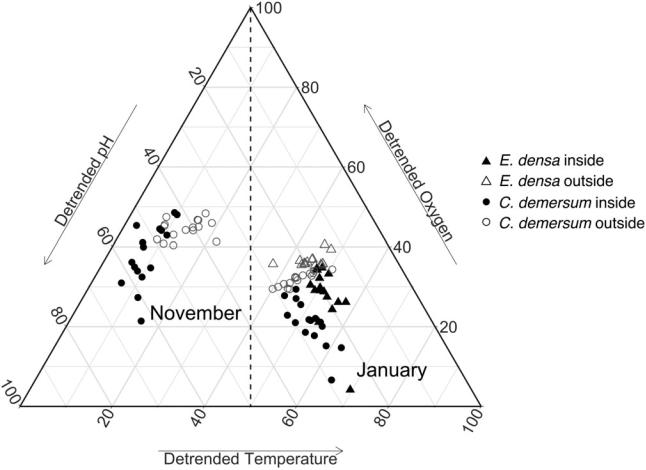 100
20
80
Detrended pH
Detrended Oxygen
40
60
E. densa inside
E. densa outside
C. demersum inside
C. demersum outside
60
40
November
80
20
January
100
20
40
60
80
100
Detrended Temperature